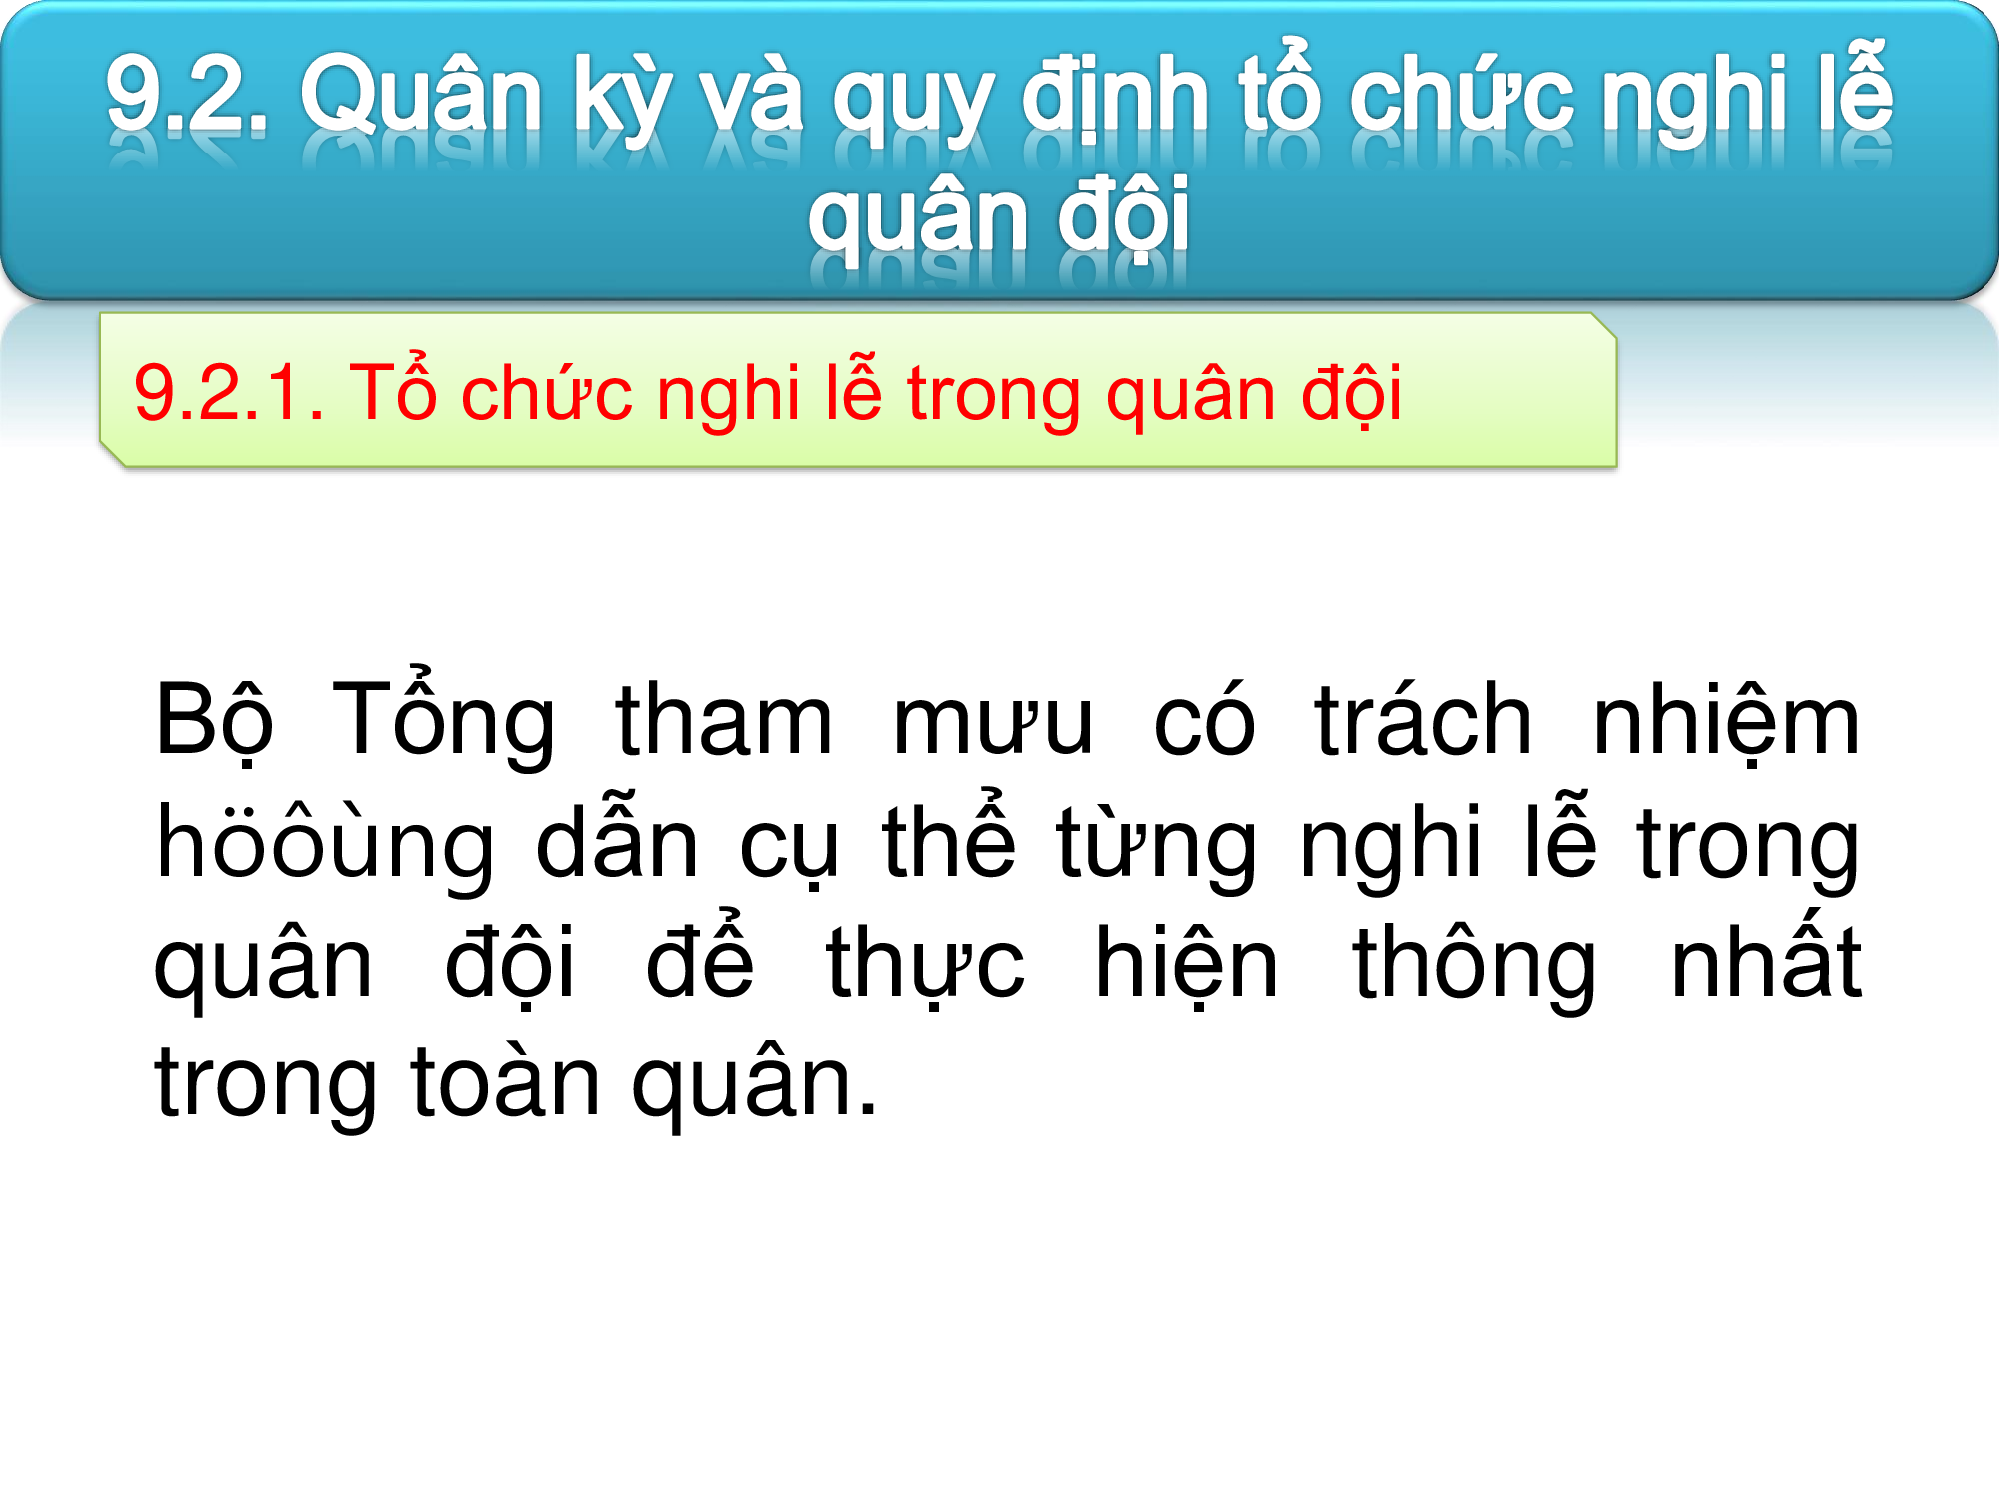 9.2. Quân kỳ và quy định tổ chức nghi lễ
quân đội
9.2.1. Tổ chức nghi lễ trong quân đội
Bộ Tổng tham mưu có trách nhiệm
höôùng dẫn cụ thể từng nghi lễ trong
quân đội để thực hiện thông nhất
trong toàn quân.